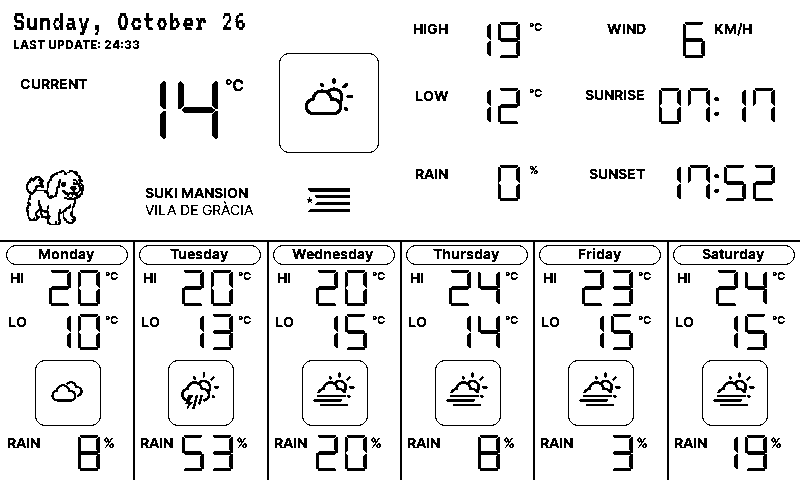 Sunday, October 26
LAST UPDATE: 24:33
CURRENT 14 °C
SUKI MANSION
VILA DE GRÀCIA
HIGH 19 °C
LOW 12 °C
RAIN 0 %
WIND 6 KM/H
SUNRISE 07:17
SUNSET 17:52
Monday
HI 20 °C
LO 10 °C
RAIN 8 %
Tuesday
HI 20 °C
LO 13 °C
RAIN 53 %
Wednesday
HI 20 °C
LO 15 °C
RAIN 20 %
Thursday
HI 24 °C
LO 14 °C
RAIN 8 %
Friday
HI 23 °C
LO 15 °C
RAIN 3 %
Saturday
HI 24 °C
LO 15 °C
RAIN 19 %